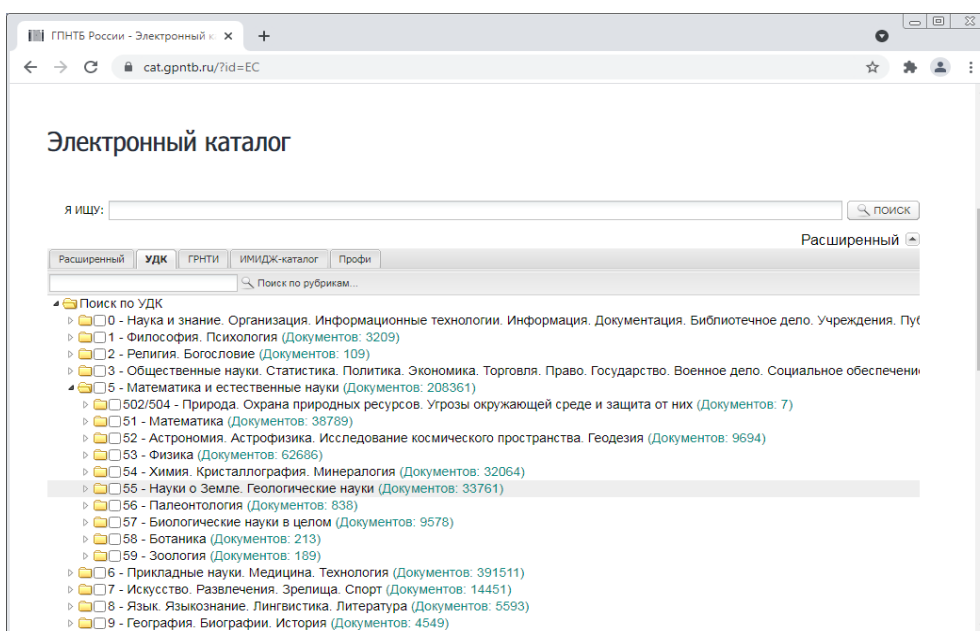 ГПНТБ России - Электронный к
cat.gpntb.ru/?id=EC
Электронный каталог
Я ИЩУ:
ПОИСК
Расширенный
Расширенный УДК ГРНТИ ИМИДЖ-каталог Профи
Поиск по рубрикам...
Поиск по УДК
0 - Наука и знание. Организация. Информационные технологии. Информация. Документация. Библиотечное дело. Учреждения. Пуб
1 - Философия. Психология (Документов: 3209)
2 - Религия. Богословие (Документов: 109)
3 - Общественные науки. Статистика. Политика. Экономика. Торговля. Право. Государство. Военное дело. Социальное обеспечени
5 - Математика и естественные науки (Документов: 208361)
502/504 - Природа. Охрана природных ресурсов. Угрозы окружающей среде и защита от них (Документов: 7)
51 - Математика (Документов: 38789)
52 - Астрономия. Астрофизика. Исследование космического пространства. Геодезия (Документов: 9694)
53 - Физика (Документов: 62686)
54 - Химия. Кристаллография. Минералогия (Документов: 32064)
55 - Науки о Земле. Геологические науки (Документов: 33761)
56 - Палеонтология (Документов: 838)
57 - Биологические науки в целом (Документов: 9578)
58 - Ботаника (Документов: 213)
59 - Зоология (Документов: 189)
6 - Прикладные науки. Медицина. Технология (Документов: 391511)
7 - Искусство. Развлечения. Зрелища. Спорт (Документов: 14451)
8 - Язык. Языкознание. Лингвистика. Литература (Документов: 5593)
9 - География. Биографии. История (Документов: 4549)